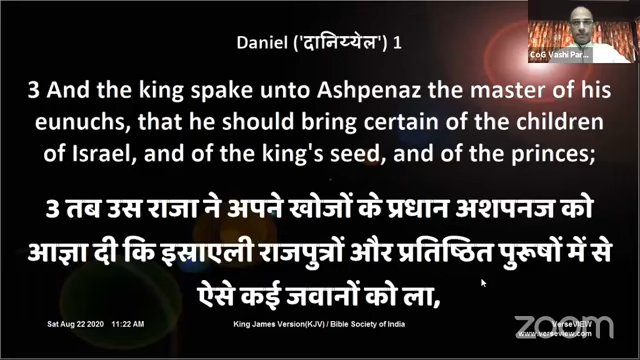 Daniel ('दानिय्येल') 1
CoG Vashi Par...
3 And the king spake unto Ashpenaz the master of his
eunuchs, that he should bring certain of the children
of Israel, and of the king's seed, and of the princes;
3 तब उस राजा ने अपने खोजों के प्रधान अशपनज को
आज्ञा दी कि इस्राएली राजपुत्रों और प्रतिष्ठित पुरूषों में से
ऐसे कई जवानों को ला,
Sat Aug 22 2020 11:22 AM
King James Version(KJV) / Bible Society of India
VerseVIEW
www.verseview.com
zoom